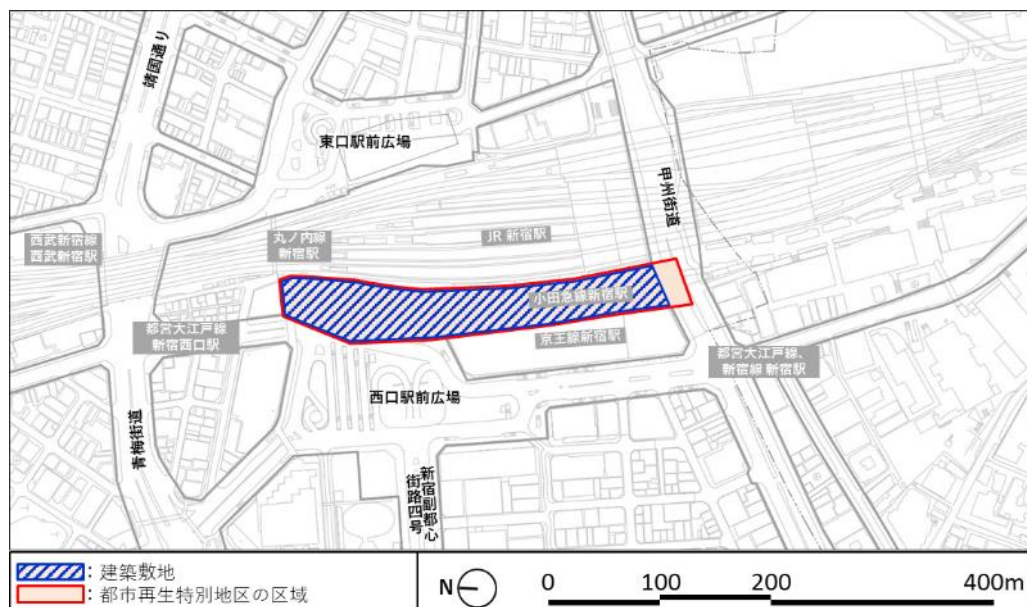 靖国通り
東口駅前広場
甲州街道
西武新宿線
西武新宿駅
丸ノ内線
新宿駅
JR 新宿駅
小田急線新宿駅
都営大江戸線
新宿西口駅
京王線新宿駅
都営大江戸線、
新宿線 新宿駅
西口駅前広場
青梅街道
新宿副都心
街路四号
：建築敷地
：都市再生特別地区の区域
N
0 100 200 400m